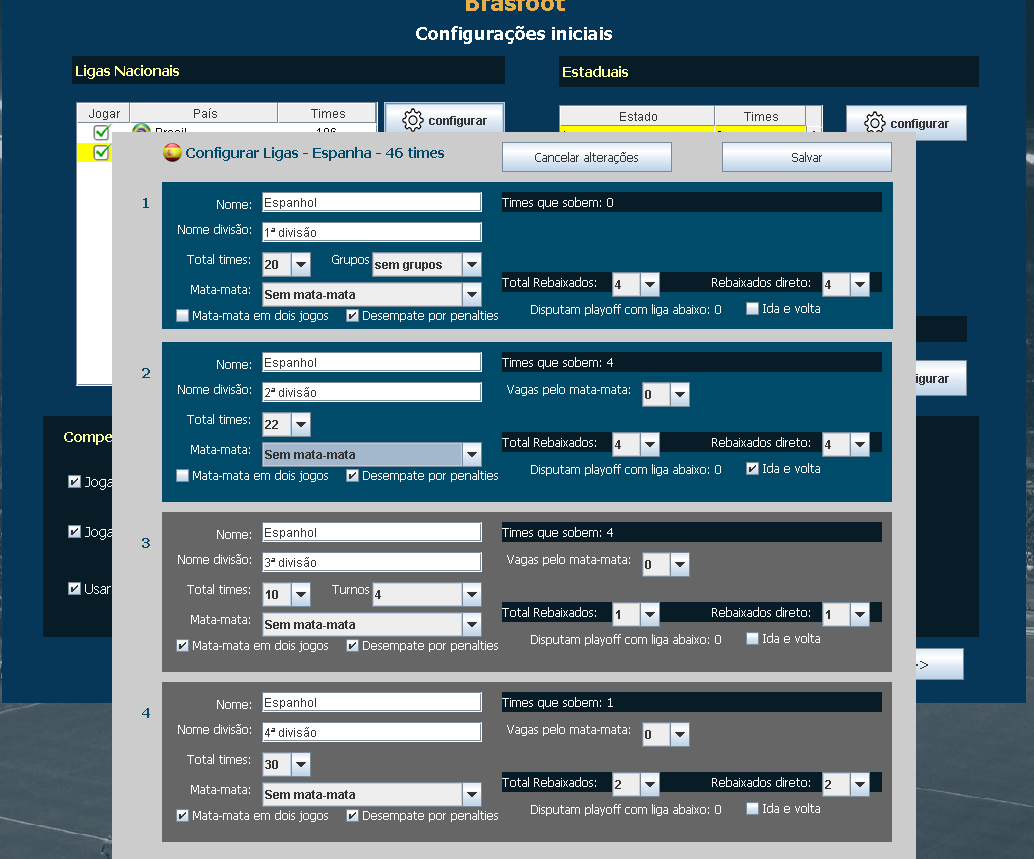 Brasfoot
Configurações iniciais
Ligas Nacionais
Estaduais
Jogar País Times
configurar
Estado Times
configurar
Brasil 106
Configurar Ligas - Espanha - 46 times
Cancelar alterações
Salvar
1
Nome: Espanhol
Times que sobem: 0
Nome divisão: 1ª divisão
Total times: 20 Grupos sem grupos
Total Rebaixados: 4 Rebaixados direto: 4
Mata-mata: Sem mata-mata
Disputam playoff com liga abaixo: 0 Ida e volta
Mata-mata em dois jogos Desempate por penalties
2
Nome: Espanhol
Times que sobem: 4
Nome divisão: 2ª divisão
Vagas pelo mata-mata: 0
Total times: 22
Total Rebaixados: 4 Rebaixados direto: 4
Mata-mata: Sem mata-mata
Disputam playoff com liga abaixo: 0 Ida e volta
Mata-mata em dois jogos Desempate por penalties
3
Nome: Espanhol
Times que sobem: 4
Nome divisão: 3ª divisão
Vagas pelo mata-mata: 0
Total times: 10 Turnos 4
Total Rebaixados: 1 Rebaixados direto: 1
Mata-mata: Sem mata-mata
Disputam playoff com liga abaixo: 0 Ida e volta
Mata-mata em dois jogos Desempate por penalties
4
Nome: Espanhol
Times que sobem: 1
Nome divisão: 4ª divisão
Vagas pelo mata-mata: 0
Total times: 30
Total Rebaixados: 2 Rebaixados direto: 2
Mata-mata: Sem mata-mata
Disputam playoff com liga abaixo: 0 Ida e volta
Mata-mata em dois jogos Desempate por penalties
igurar
Compe
Joga
Joga
Usar
->